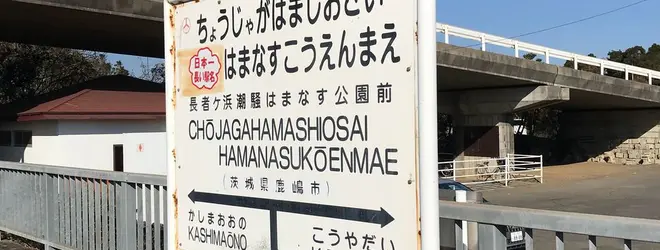 ちょうじゃがはましおさい
はまなすこうえんまえ
日本一
長い駅名
長者ケ浜潮騒はまなす公園前
CHŌJAGAHAMASHIOSAI
HAMANASUKŌENMAE
(茨城県鹿嶋市)
かしまおおの
KASHIMAŌNO
こうやだい